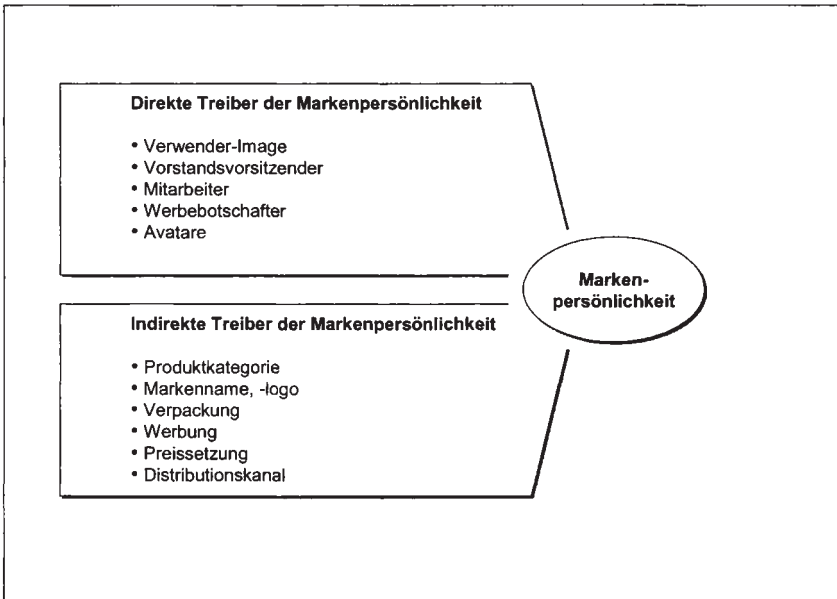 Direkte Treiber der Markenpersönlichkeit
• Verwender-Image
• Vorstandsvorsitzender
• Mitarbeiter
• Werbebotschafter
• Avatare
Marken-
persönlichkeit
Indirekte Treiber der Markenpersönlichkeit
• Produktkategorie
• Markenname, -logo
• Verpackung
• Werbung
• Preissetzung
• Distributionskanal